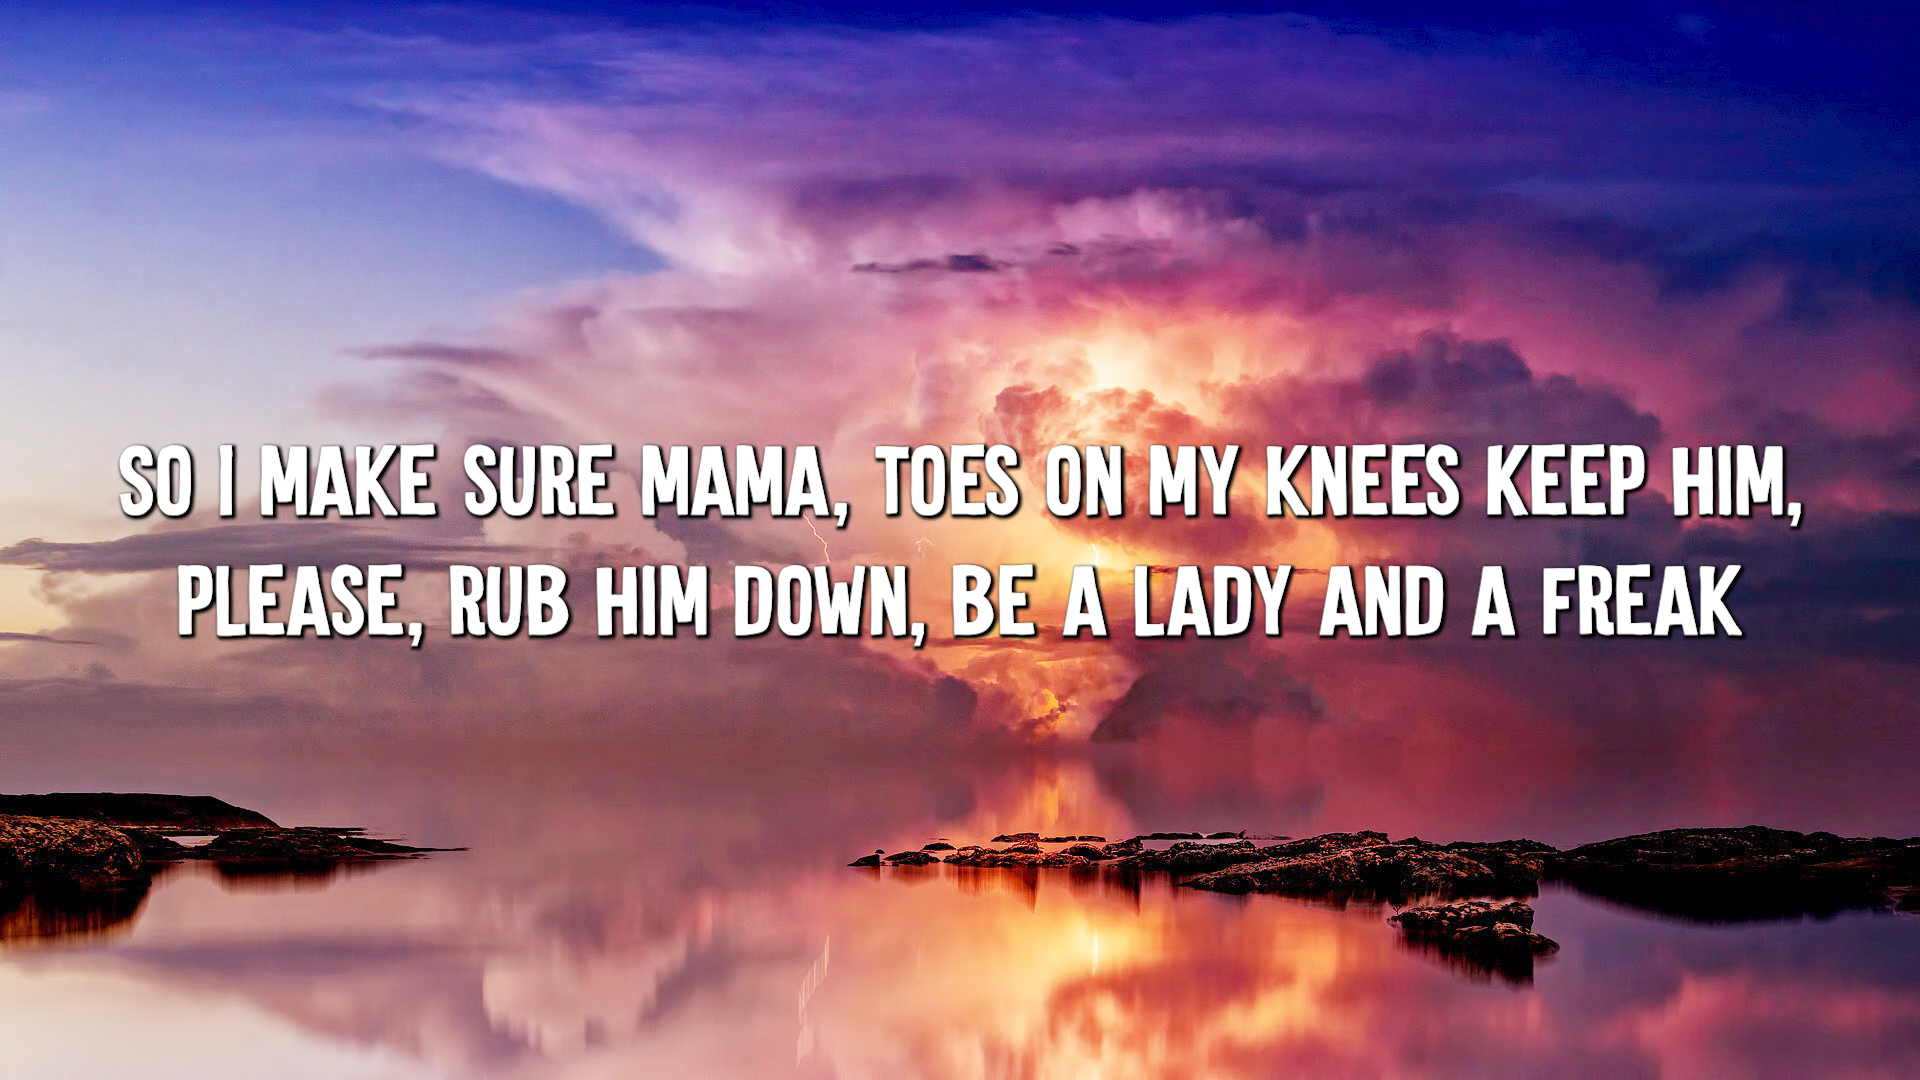 SO I MAKE SURE MAMA, TOES ON MY KNEES KEEP HIM,
PLEASE, RUB HIM DOWN, BE A LADY AND A FREAK